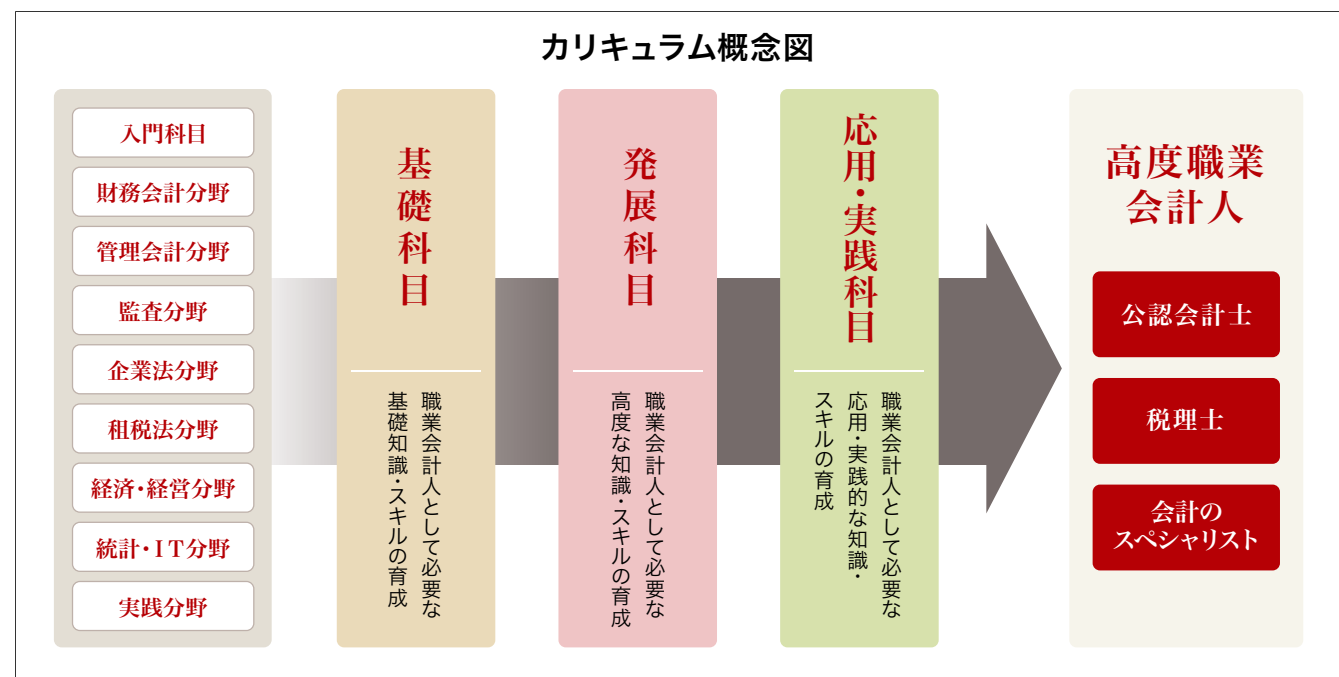 カリキュラム概念図
入門科目
財務会計分野
管理会計分野
監査分野
企業法分野
租税法分野
経済・経営分野
統計・IT分野
実践分野
基礎科目
職業会計人として必要な
基礎知識・スキルの育成
発展科目
職業会計人として必要な
高度な知識・スキルの育成
応用・実践科目
職業会計人として必要な
応用・実践的な知識・
スキルの育成
高度職業
会計人
公認会計士
税理士
会計の
スペシャリスト